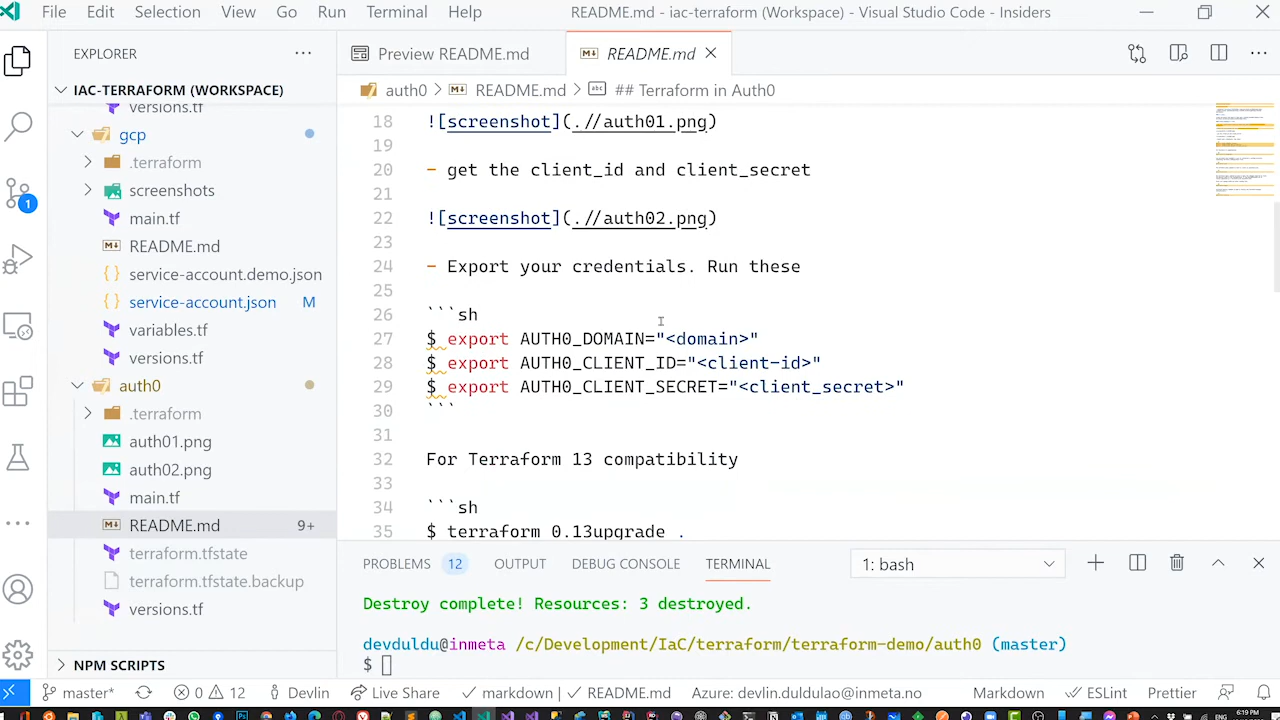 File Edit Selection View Go Run Terminal Help README.md - iac-terraform (Workspace) - Visual Studio Code - Insiders
EXPLORER
Preview README.md
README.md
IAC-TERRAFORM (WORKSPACE)
auth0 > README.md > ## Terraform in Auth0
versions.tf
gcp
.terraform
screenshots
main.tf
README.md
service-account.demo.json
service-account.json M
variables.tf
versions.tf
auth0
.terraform
auth01.png
auth02.png
main.tf
README.md 9+
terraform.tfstate
terraform.tfstate.backup
versions.tf
NPM SCRIPTS
18 ![screenshot](.//auth01.png)
19
21
22 ![screenshot](.//auth02.png)
23
24 - Export your credentials. Run these
25
26 ```sh
27 $ export AUTH0_DOMAIN="<domain>"
28 $ export AUTH0_CLIENT_ID="<client-id>"
29 $ export AUTH0_CLIENT_SECRET="<client_secret>"
30 ```
31
32 For Terraform 13 compatibility
33
34 ```sh
35 $ terraform 0.13upgrade .
PROBLEMS 12 OUTPUT DEBUG CONSOLE TERMINAL 1: bash
Destroy complete! Resources: 3 destroyed.
devduldu@inmeta /c/Development/IaC/terraform/terraform-demo/auth0 (master)
$
1
master* 0 12 Devlin Live Share markdown | README.md Azure: devlin.duldulao@inmeta.no Markdown ESLint Prettier
6:19 PM